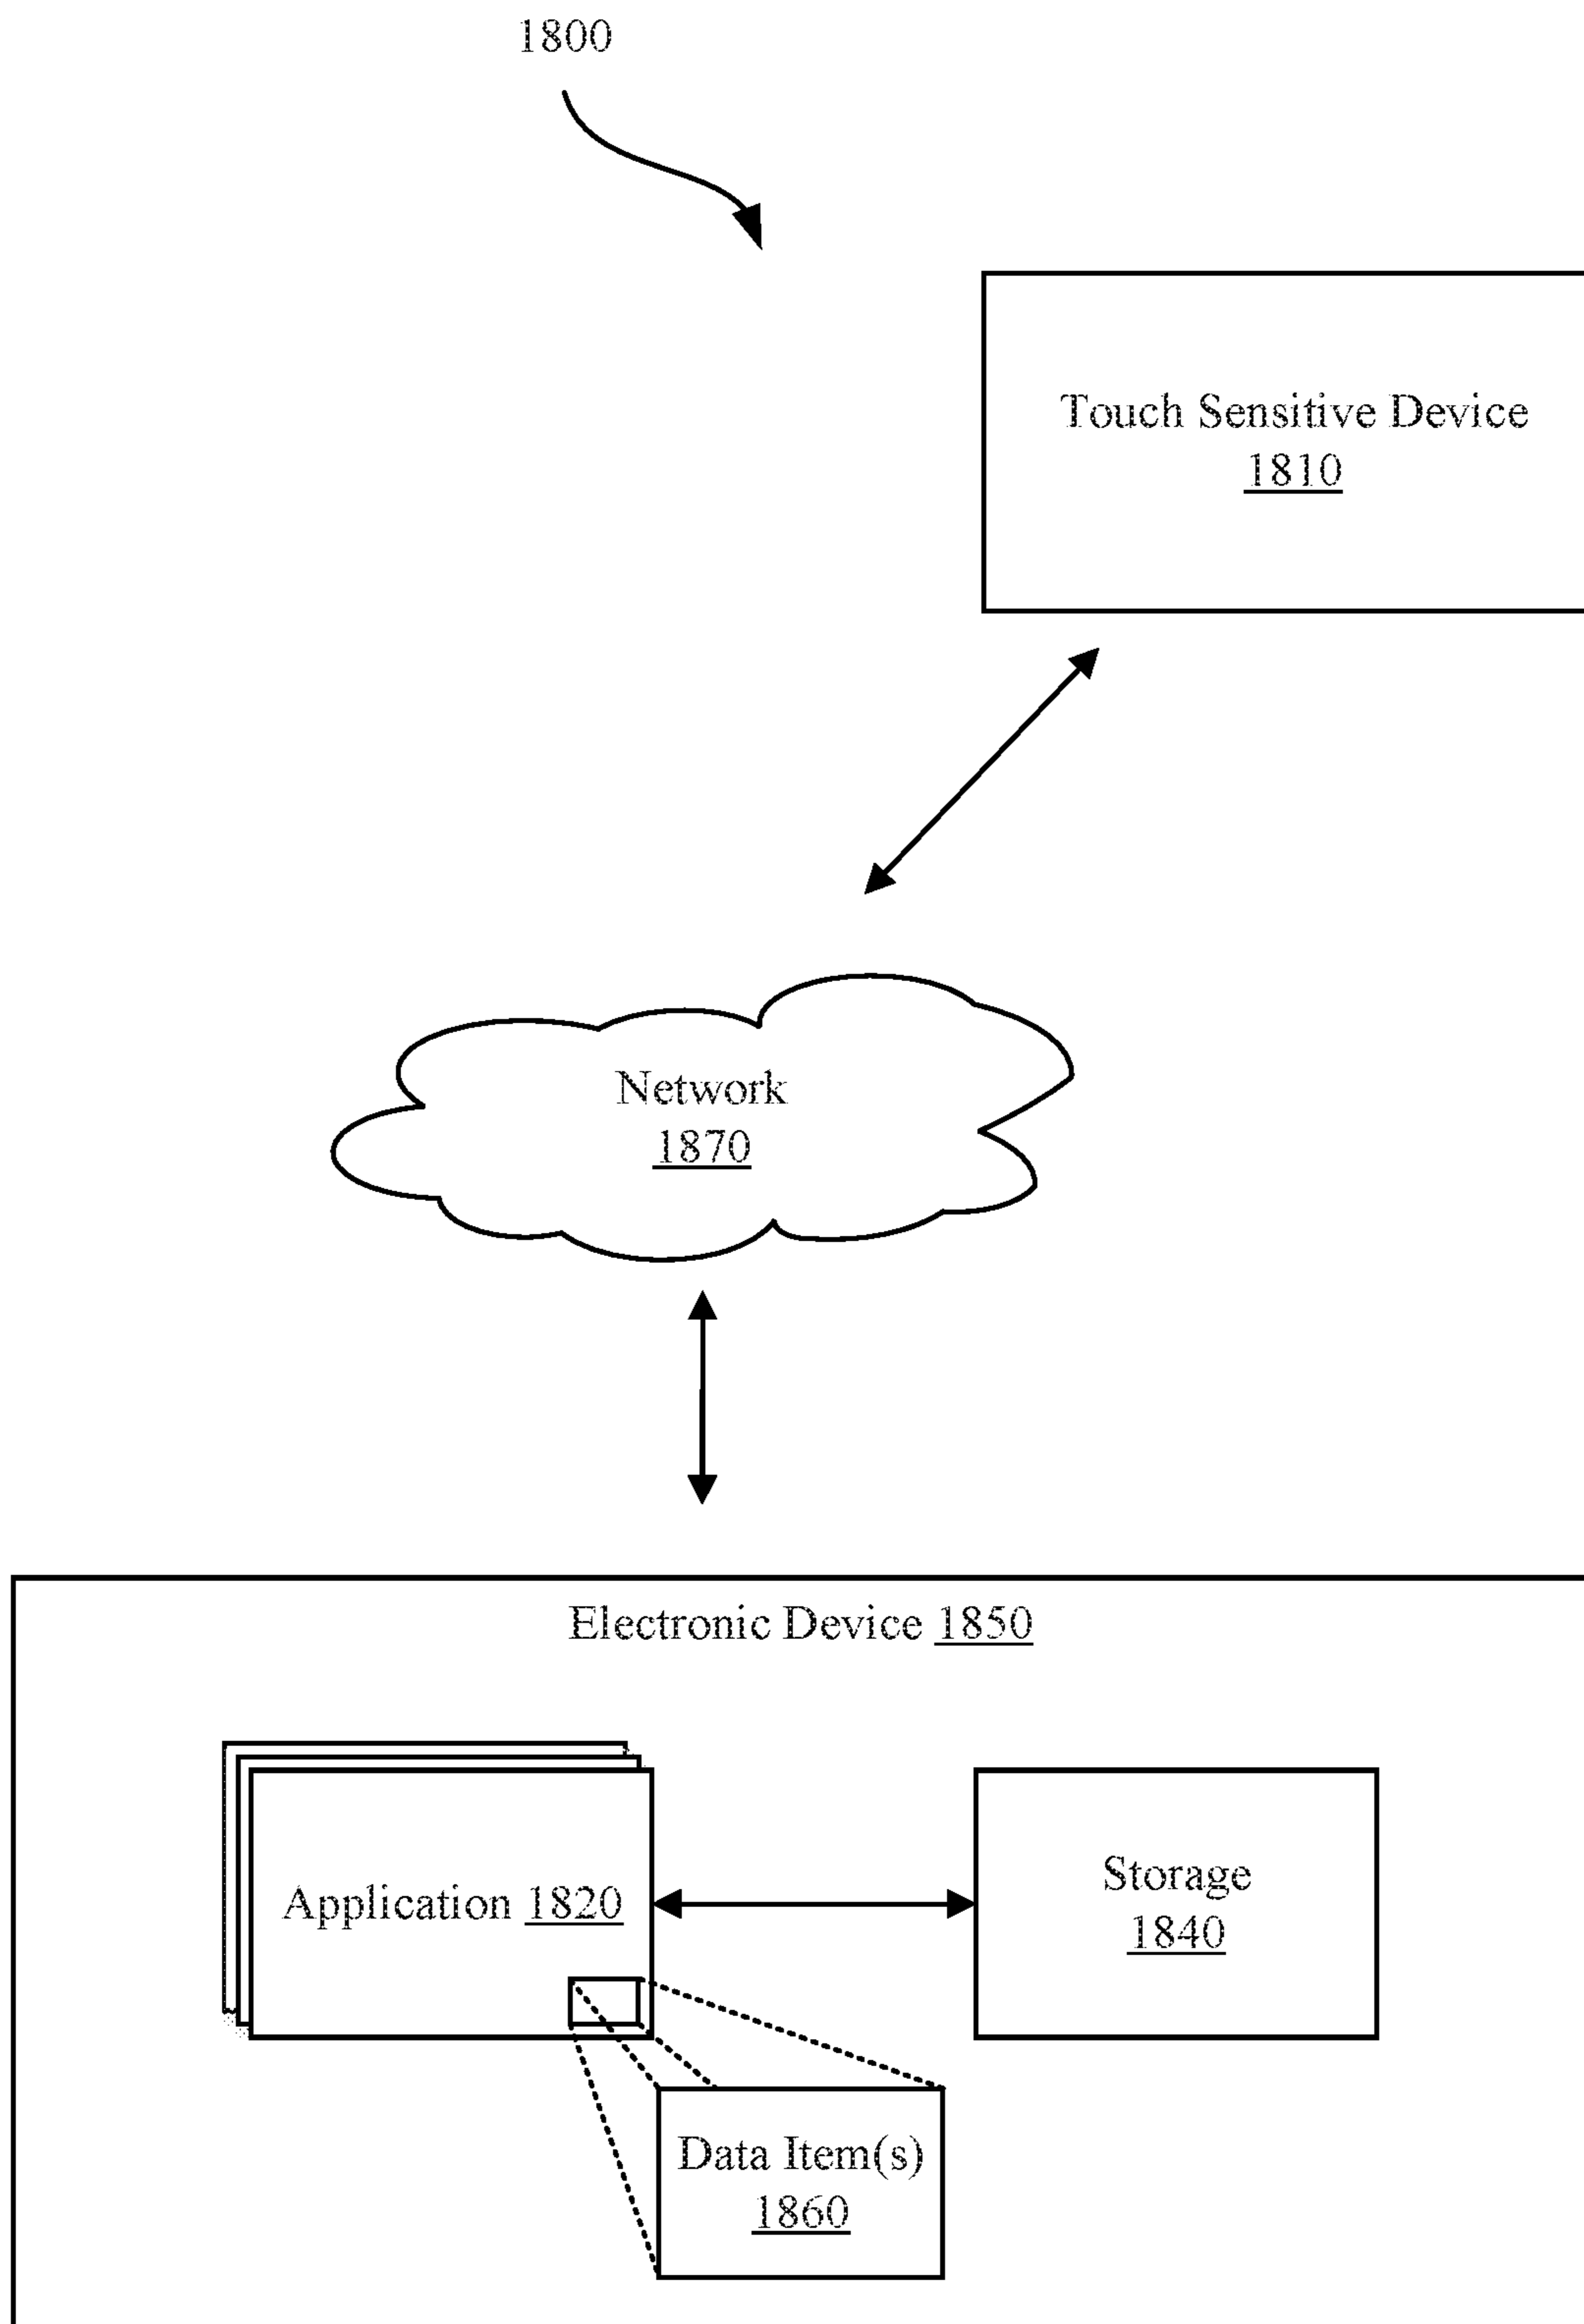 1800
Touch Sensitive Device
1810
Network
1870
Electronic Device 1850
Application 1820
Storage
1840
Data Item(s)
1860